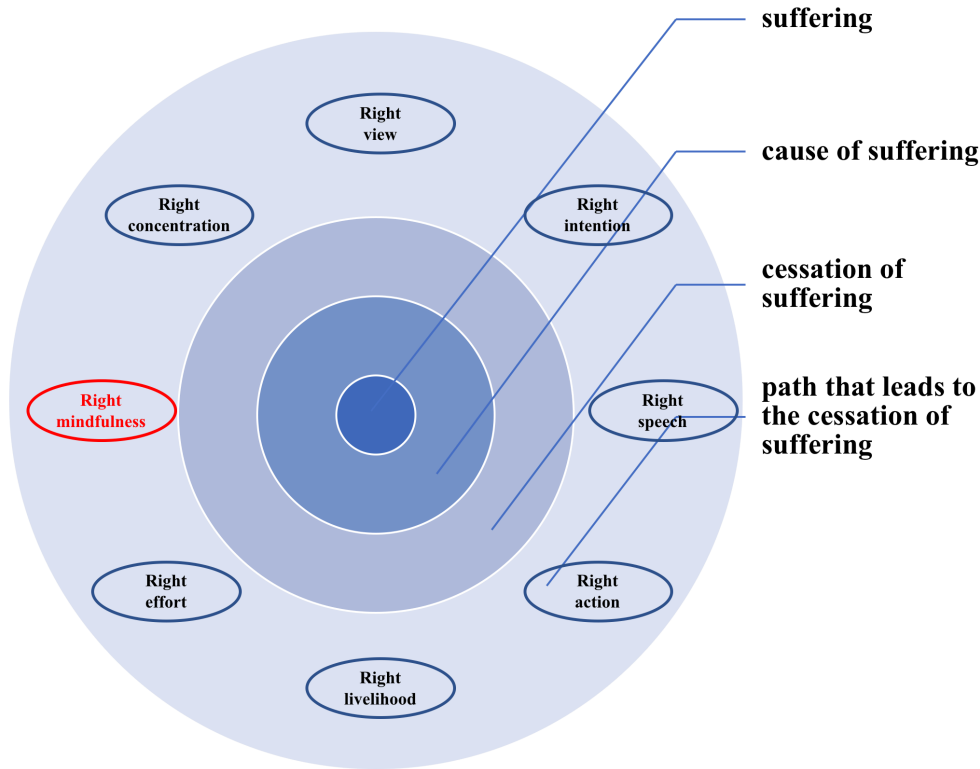 suffering
cause of suffering
cessation of
suffering
path that leads to
the cessation of
suffering
Right
view
Right
intention
Right
speech
Right
action
Right
livelihood
Right
effort
Right
mindfulness
Right
concentration